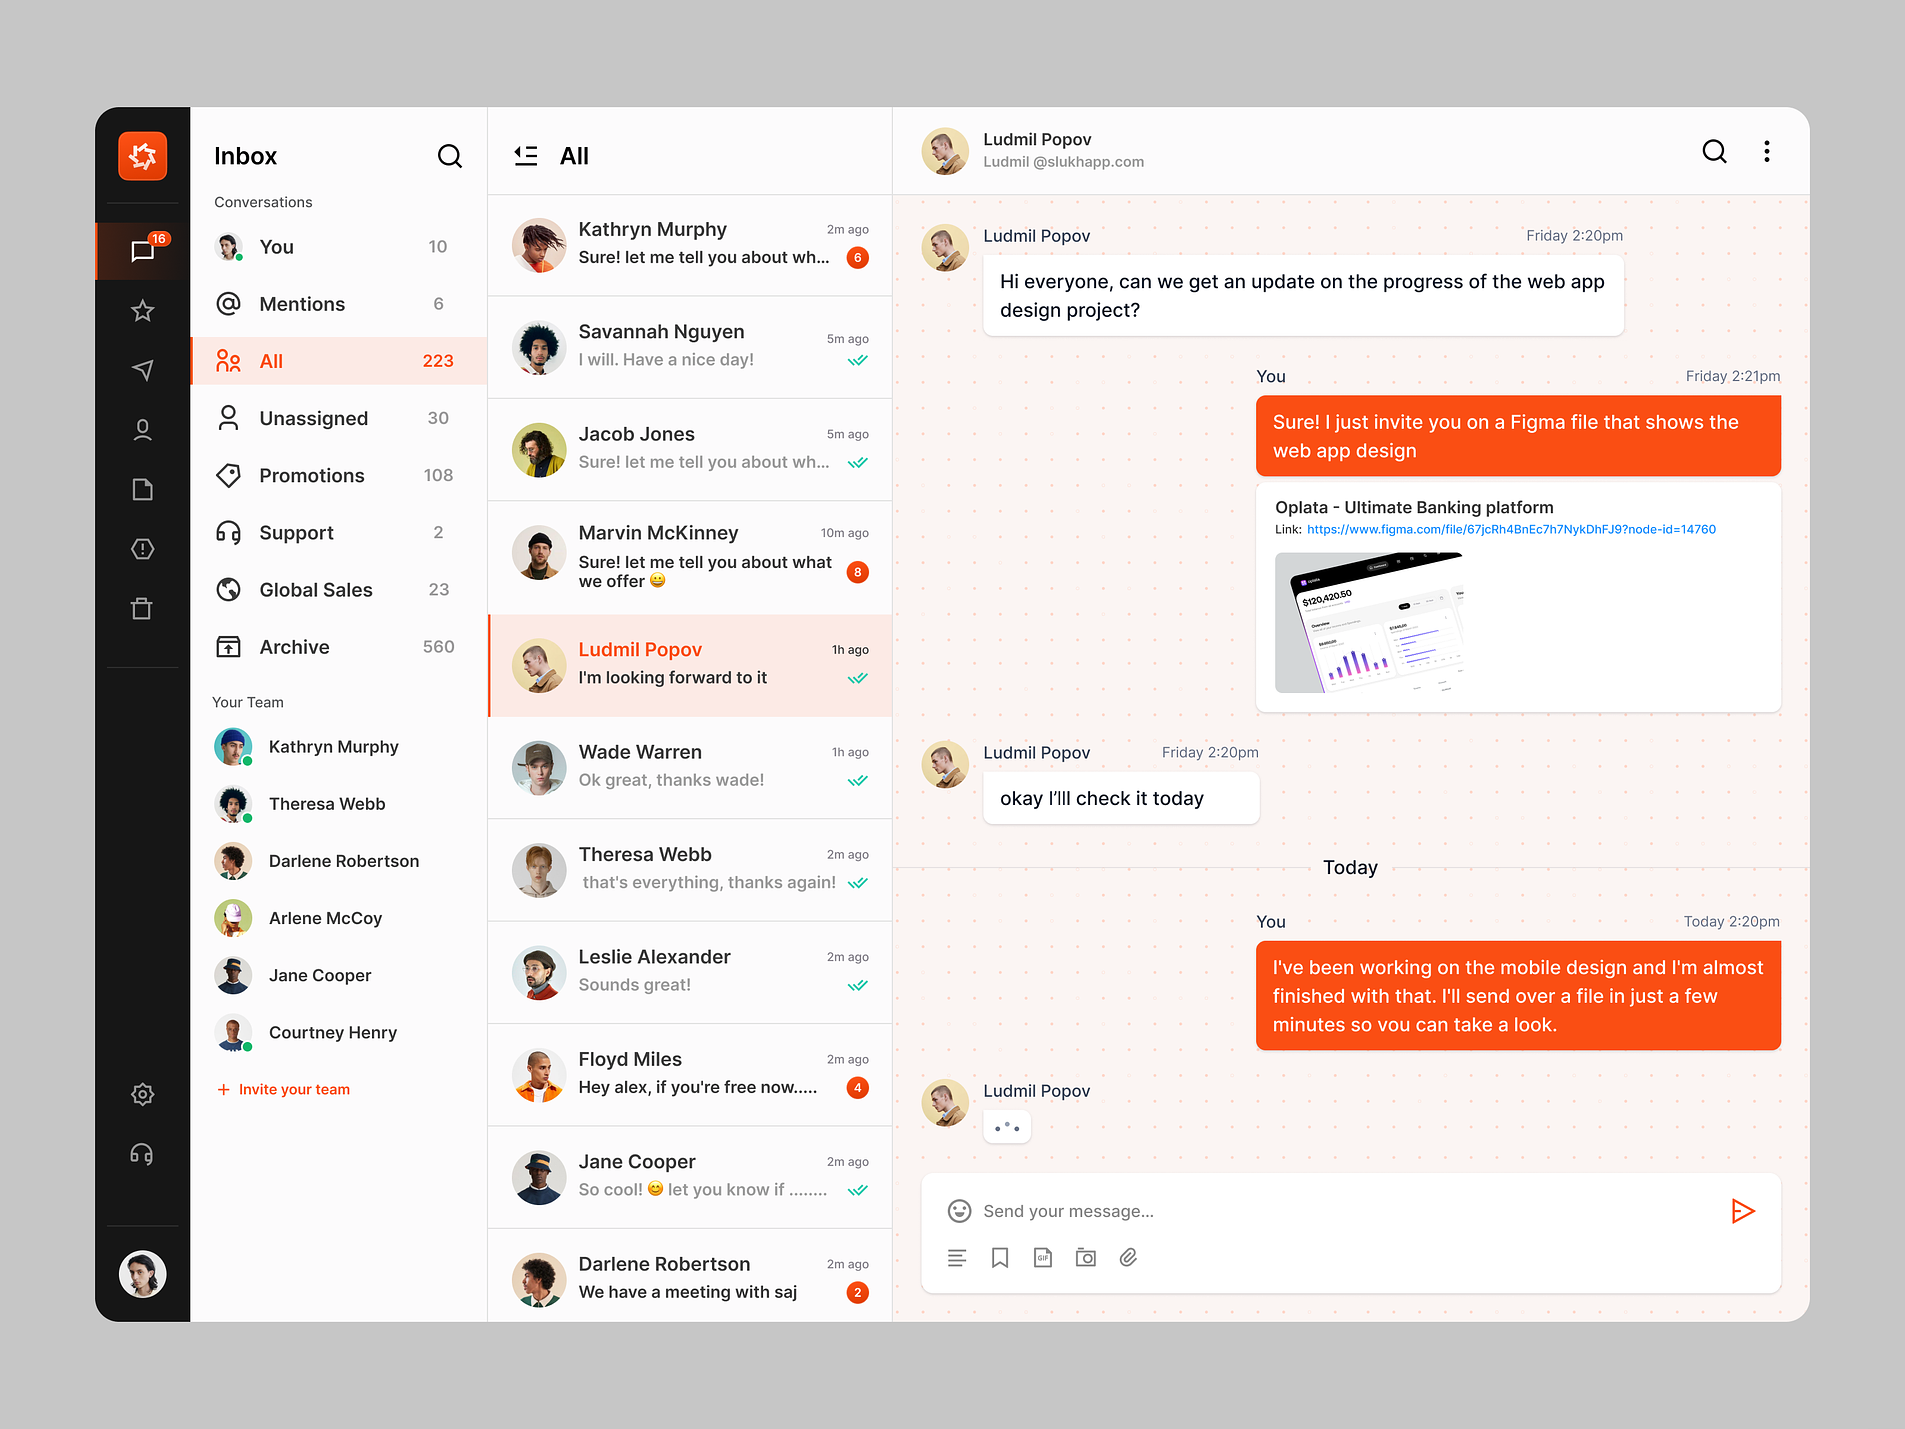 16
Inbox
Conversations
You 10
Mentions 6
All 223
Unassigned 30
Promotions 108
Support 2
Global Sales 23
Archive 560
Your Team
Kathryn Murphy
Theresa Webb
Darlene Robertson
Arlene McCoy
Jane Cooper
Courtney Henry
+ Invite your team
All
Kathryn Murphy 2m ago
Sure! let me tell you about wh... 6
Savannah Nguyen 5m ago
I will. Have a nice day!
Jacob Jones 5m ago
Sure! let me tell you about wh...
Marvin McKinney 10m ago
Sure! let me tell you about what
we offer 😀 8
Ludmil Popov 1h ago
I'm looking forward to it
Wade Warren 1h ago
Ok great, thanks wade!
Theresa Webb 2m ago
that's everything, thanks again!
Leslie Alexander 2m ago
Sounds great!
Floyd Miles 2m ago
Hey alex, if you're free now..... 4
Jane Cooper 2m ago
So cool! 😊 let you know if ........
Darlene Robertson 2m ago
We have a meeting with saj 2
Ludmil Popov
Ludmil @slukhapp.com
Ludmil Popov Friday 2:20pm
Hi everyone, can we get an update on the progress of the web app
design project?
You Friday 2:21pm
Sure! I just invite you on a Figma file that shows the
web app design
Oplata - Ultimate Banking platform
Link: https://www.figma.com/file/67jcRh4BnEc7h7NykDhFJ9?node-id=14760
oplata
$120,420.50
Overview
Ludmil Popov Friday 2:20pm
okay I'lll check it today
Today
You Today 2:20pm
I've been working on the mobile design and I'm almost
finished with that. I'll send over a file in just a few
minutes so vou can take a look.
Ludmil Popov
Send your message...
GIF